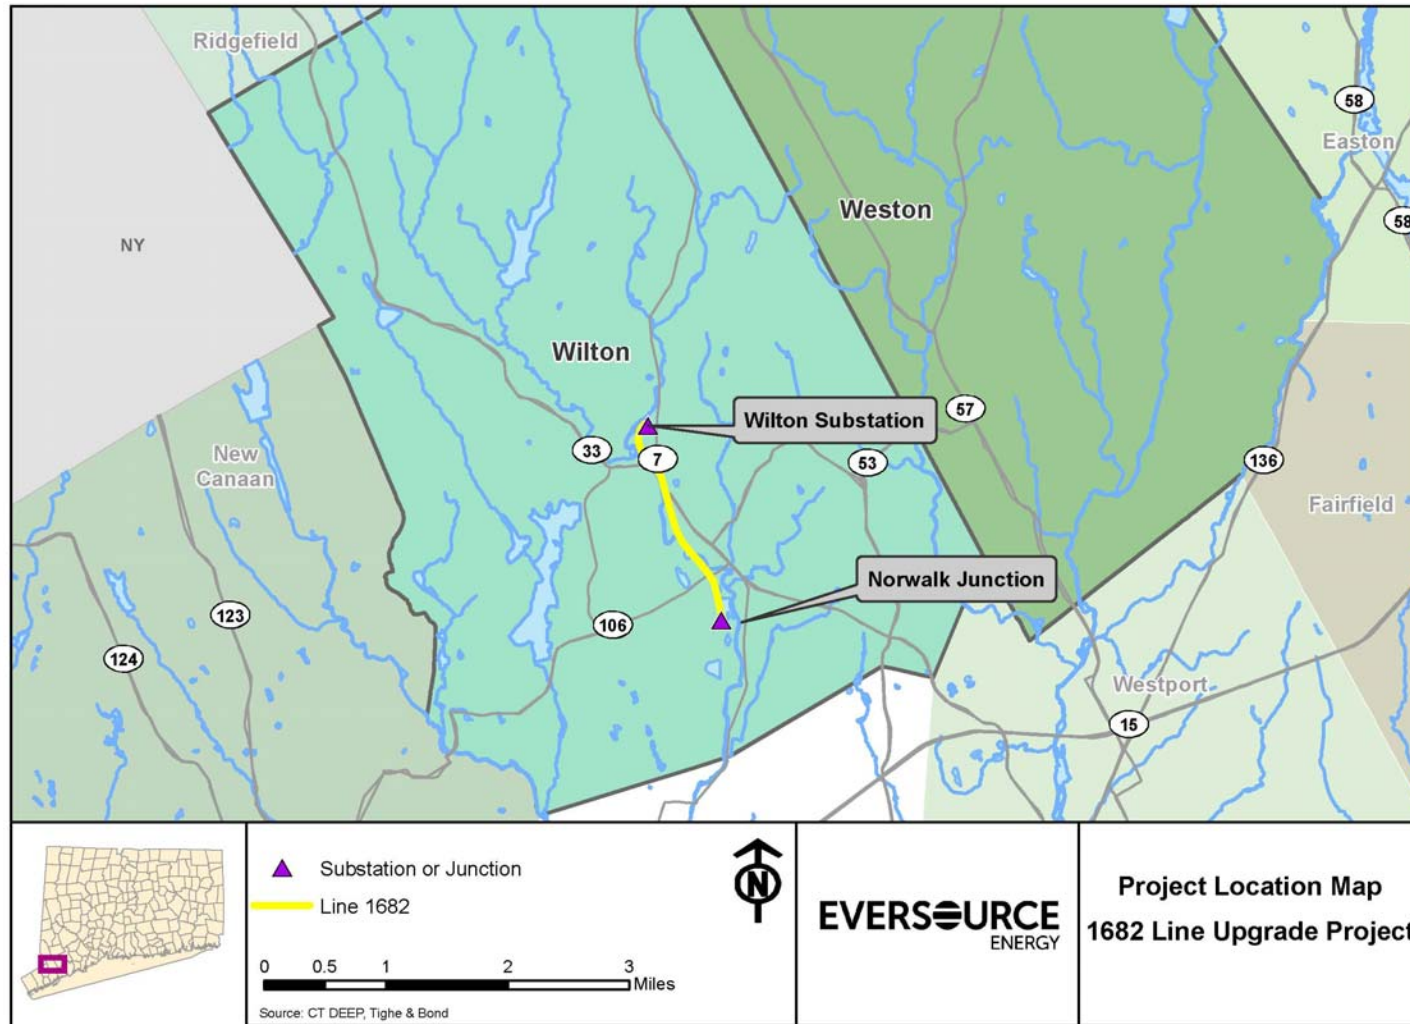 Ridgefield
58
Easton
58
Weston
NY
Wilton
Wilton Substation
57
33
7
53
136
New
Canaan
Fairfield
Norwalk Junction
123
106
124
Westport
15
Substation or Junction
Line 1682
0 0.5 1 2 3
Miles
Source: CT DEEP, Tighe & Bond
N
EVERSOURCE
ENERGY
Project Location Map
1682 Line Upgrade Project